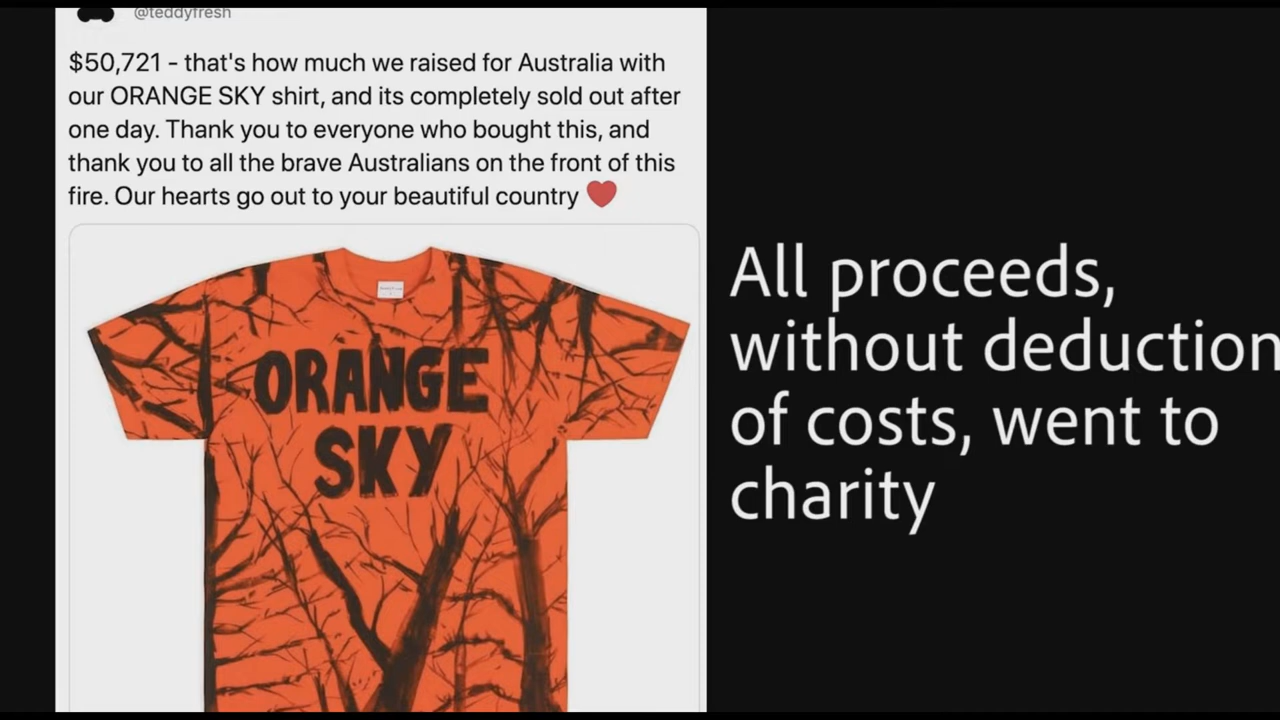 @teddyfresh
$50,721 - that's how much we raised for Australia with
our ORANGE SKY shirt, and its completely sold out after
one day. Thank you to everyone who bought this, and
thank you to all the brave Australians on the front of this
fire. Our hearts go out to your beautiful country ❤️
ORANGE
SKY
All proceeds,
without deduction
of costs, went to
charity